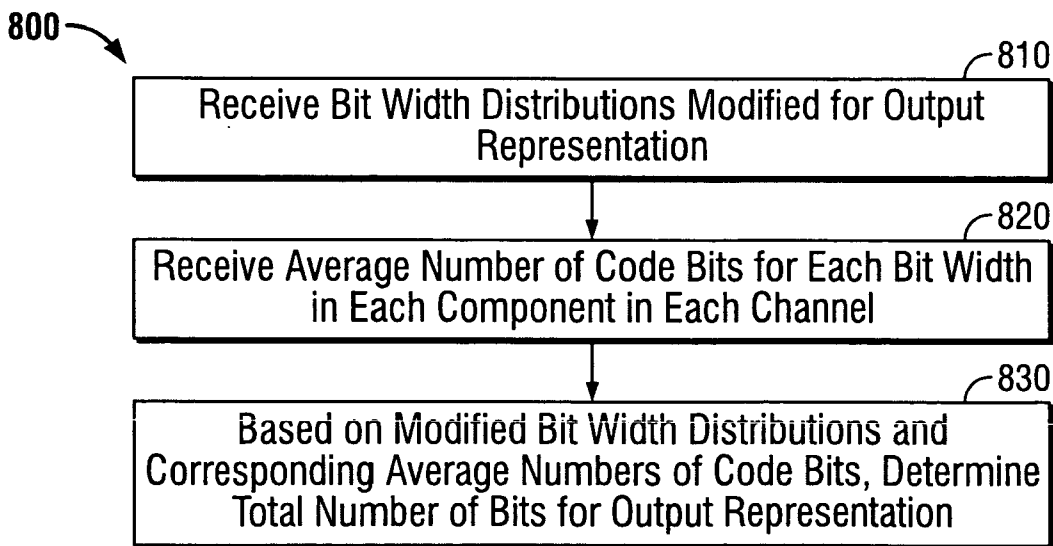 800
810
Receive Bit Width Distributions Modified for Output
Representation
820
Receive Average Number of Code Bits for Each Bit Width
in Each Component in Each Channel
830
Based on Modified Bit Width Distributions and
Corresponding Average Numbers of Code Bits, Determine
Total Number of Bits for Output Representation